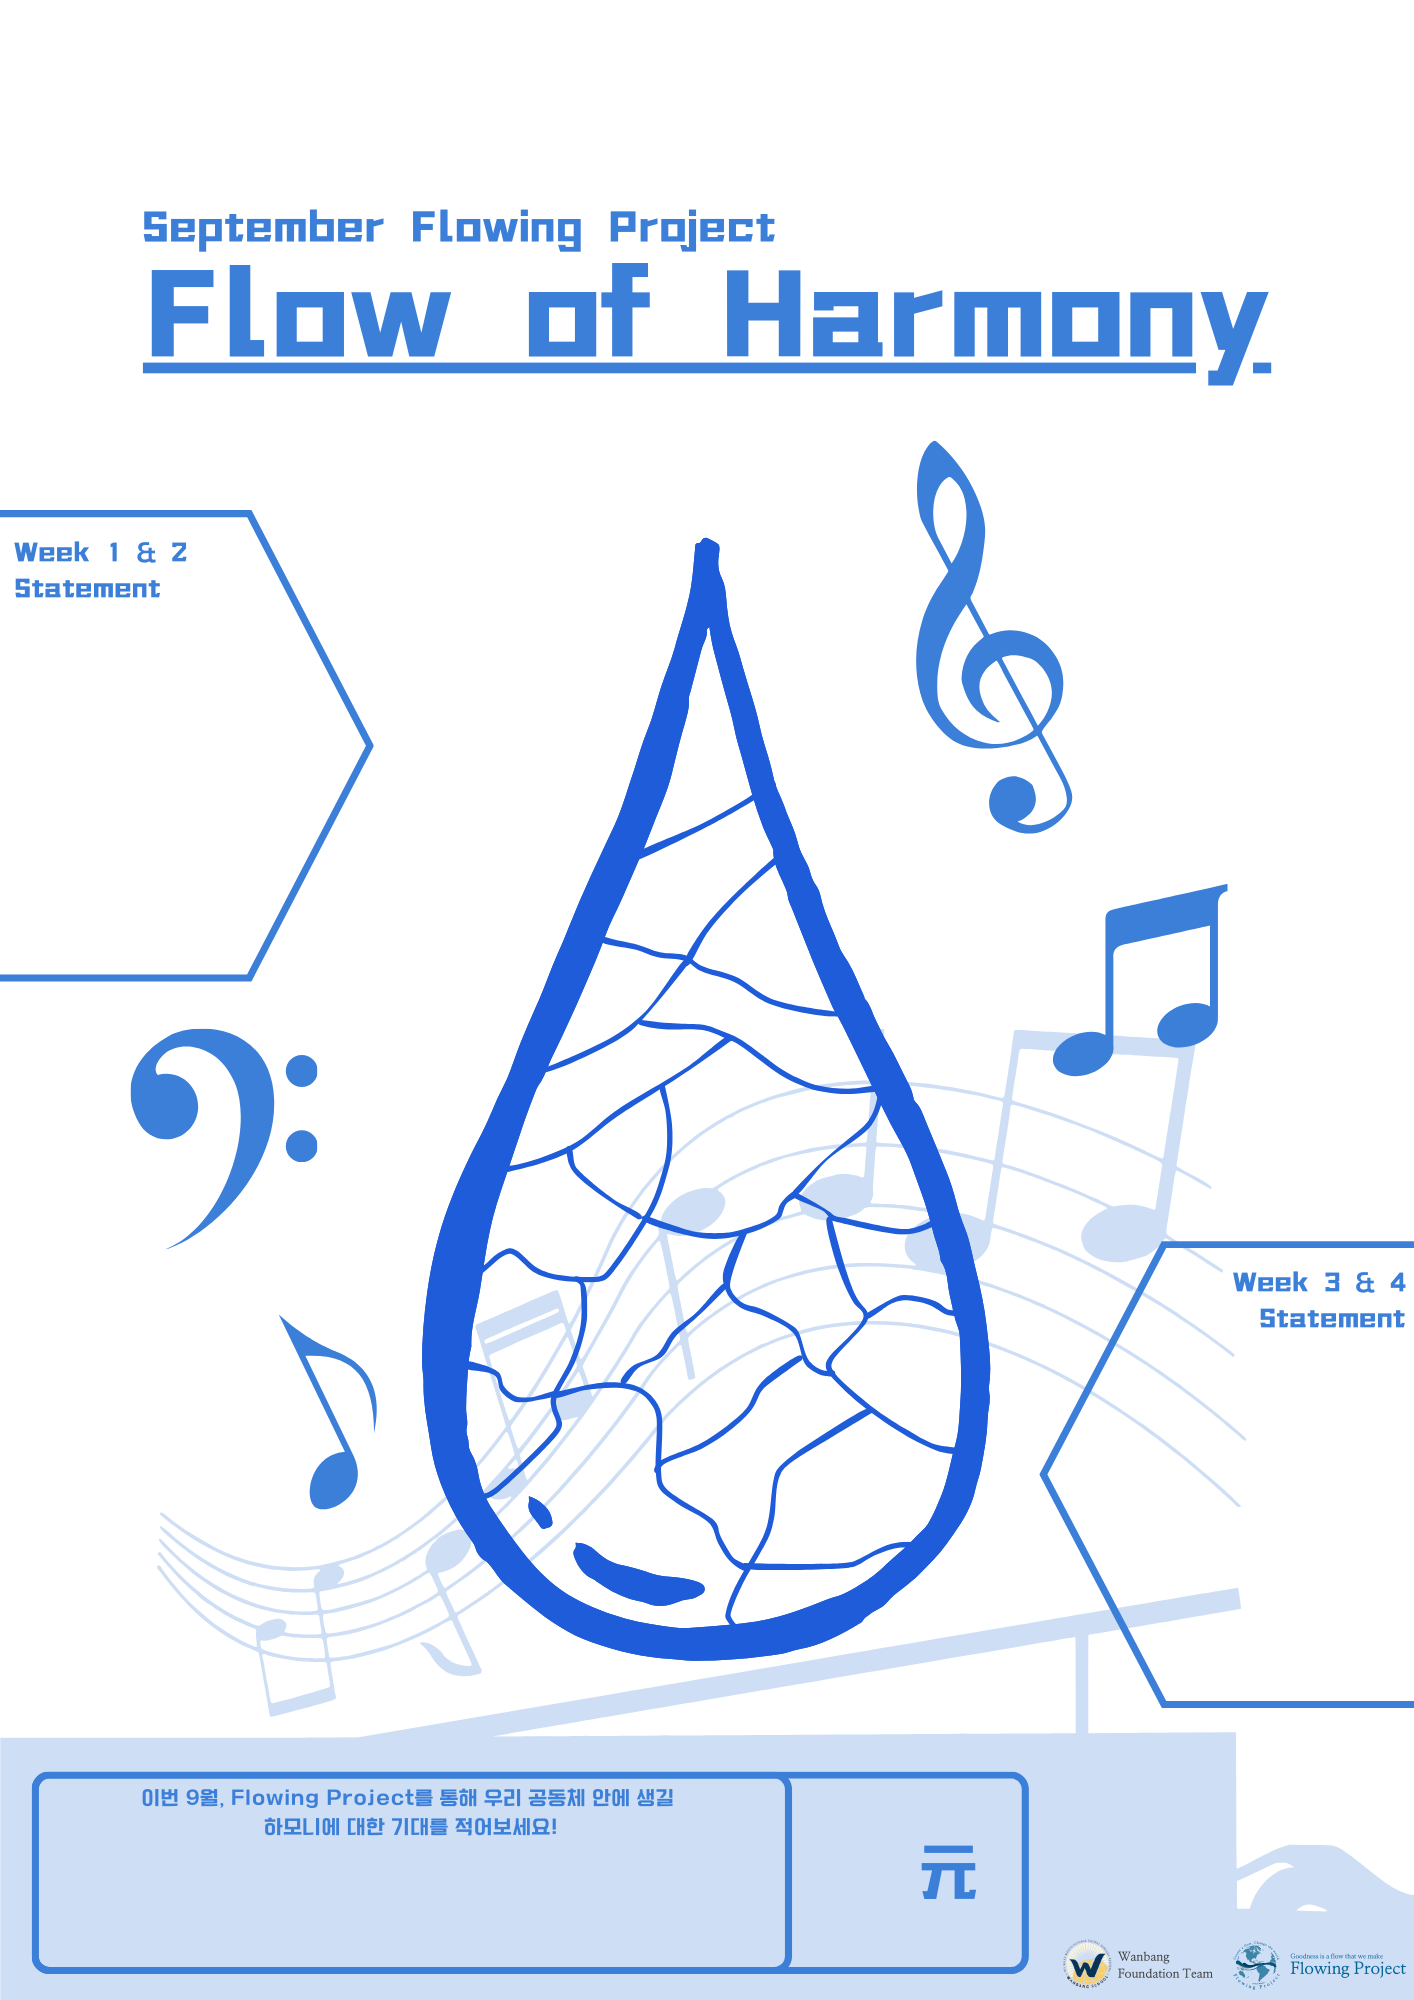 September Flowing Project
Flow of Harmony
Week 1 & 2
Statement
Week 3 & 4
Statement
이번 9월, Flowing Project를 통해 우리 공동체 안에 생길
하모니에 대한 기대를 적어보세요!
元
Wanbang
Foundation Team
Goodness is a flow that we make
Flowing Project